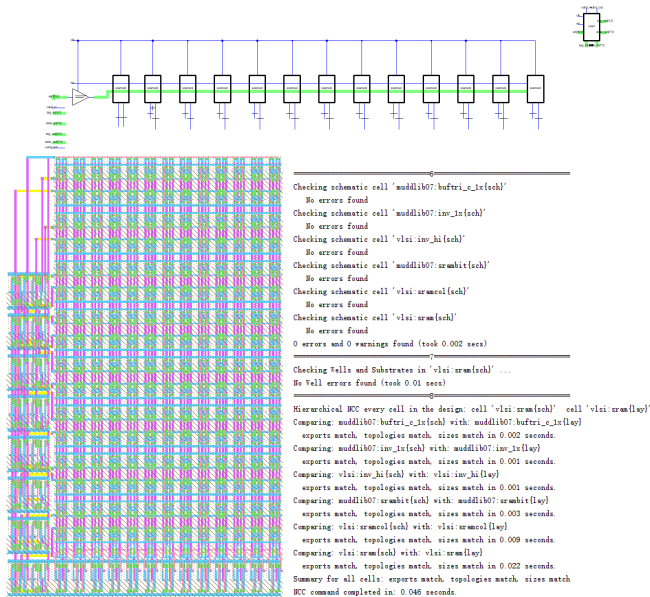 6
Checking schematic cell 'muddlib07:buftri_c_1x{sch}'
No errors found
Checking schematic cell 'muddlib07:inv_1x{sch}'
No errors found
Checking schematic cell 'vlsi:inv_hi{sch}'
No errors found
Checking schematic cell 'muddlib07:srambit{sch}'
No errors found
Checking schematic cell 'vlsi:sramcol{sch}'
No errors found
Checking schematic cell 'vlsi:sram{sch}'
No errors found
0 errors and 0 warnings found (took 0.002 secs)
7
Checking Wells and Substrates in 'vlsi:sram{sch}' ...
No Well errors found (took 0.01 secs)
8
Hierarchical NCC every cell in the design: cell 'vlsi:sram{sch}' cell 'vlsi:sram{lay}'
Comparing: muddlib07:buftri_c_1x{sch} with: muddlib07:buftri_c_1x{lay}
exports match, topologies match, sizes match in 0.002 seconds.
Comparing: muddlib07:inv_1x{sch} with: muddlib07:inv_1x{lay}
exports match, topologies match, sizes match in 0.001 seconds.
Comparing: vlsi:inv_hi{sch} with: vlsi:inv_hi{lay}
exports match, topologies match, sizes match in 0.001 seconds.
Comparing: muddlib07:srambit{sch} with: muddlib07:srambit{lay}
exports match, topologies match, sizes match in 0.003 seconds.
Comparing: vlsi:sramcol{sch} with: vlsi:sramcol{lay}
exports match, topologies match, sizes match in 0.009 seconds.
Comparing: vlsi:sram{sch} with: vlsi:sram{lay}
exports match, topologies match, sizes match in 0.022 seconds.
Summary for all cells: exports match, topologies match, sizes match
NCC command completed in: 0.046 seconds.